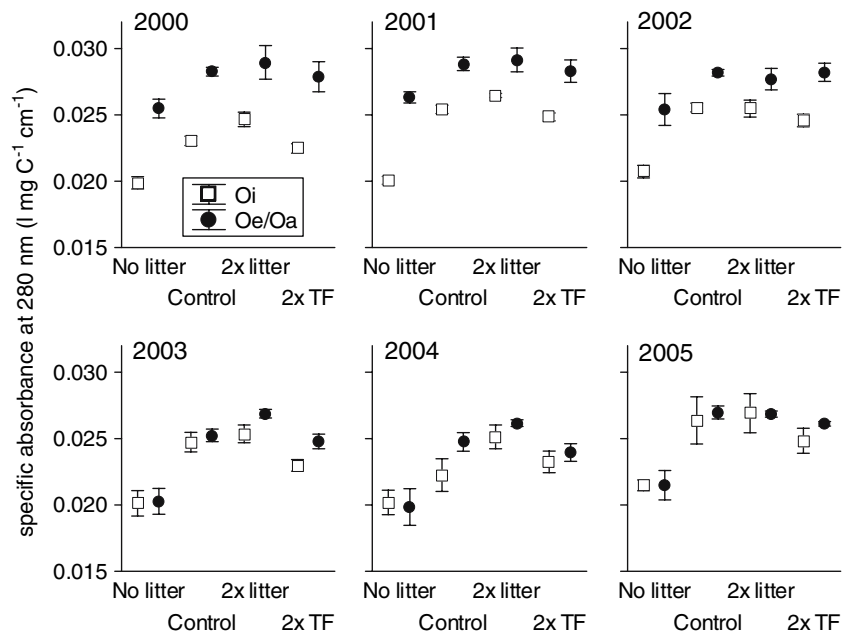 specific absorbance at 280 nm (l mg C⁻¹ cm⁻¹)
2000
2001
2002
0.030
0.025
0.020
0.015
Oi
Oe/Oa
No litter 2x litter
Control 2x TF
No litter 2x litter
Control 2x TF
No litter 2x litter
Control 2x TF
2003
2004
2005
0.030
0.025
0.020
0.015
No litter 2x litter
Control 2x TF
No litter 2x litter
Control 2x TF
No litter 2x litter
Control 2x TF